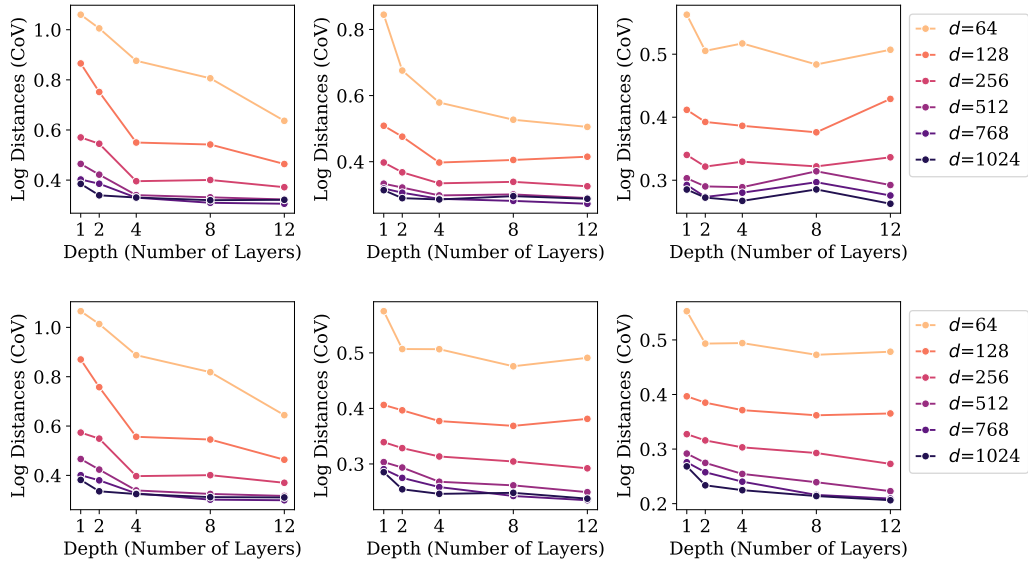 Log Distances (CoV)
1.0
0.8
0.6
0.4
1 2 4 8 12
Depth (Number of Layers)
Log Distances (CoV)
0.8
0.6
0.4
1 2 4 8 12
Depth (Number of Layers)
Log Distances (CoV)
0.5
0.4
0.3
1 2 4 8 12
Depth (Number of Layers)
d=64
d=128
d=256
d=512
d=768
d=1024
Log Distances (CoV)
1.0
0.8
0.6
0.4
1 2 4 8 12
Depth (Number of Layers)
Log Distances (CoV)
0.5
0.4
0.3
1 2 4 8 12
Depth (Number of Layers)
Log Distances (CoV)
0.5
0.4
0.3
0.2
1 2 4 8 12
Depth (Number of Layers)
d=64
d=128
d=256
d=512
d=768
d=1024